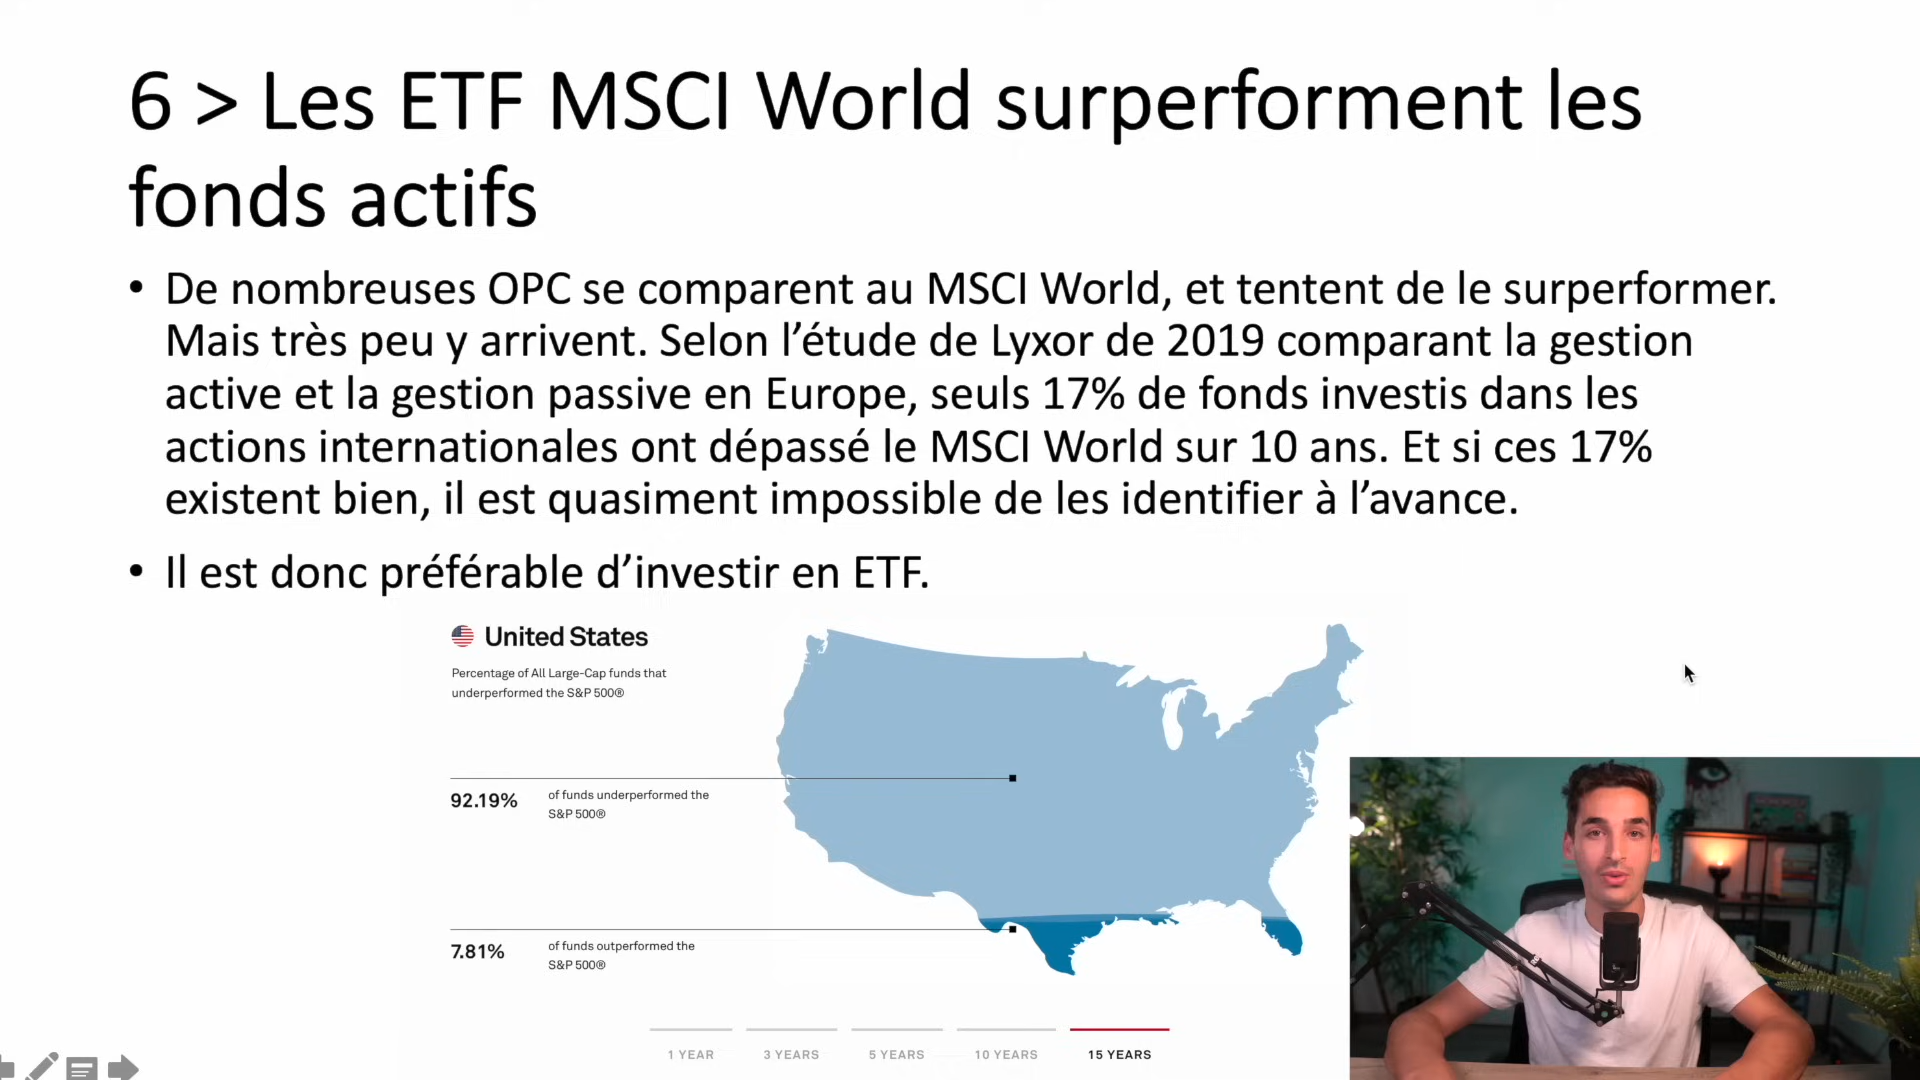 6 > Les ETF MSCI World surperforment les
fonds actifs
• De nombreuses OPC se comparent au MSCI World, et tentent de le surperformer.
Mais très peu y arrivent. Selon l’étude de Lyxor de 2019 comparant la gestion
active et la gestion passive en Europe, seuls 17% de fonds investis dans les
actions internationales ont dépassé le MSCI World sur 10 ans. Et si ces 17%
existent bien, il est quasiment impossible de les identifier à l’avance.
• Il est donc préférable d’investir en ETF.
United States
Percentage of All Large-Cap funds that
underperformed the S&P 500®
92.19% of funds underperformed the
S&P 500®
7.81% of funds outperformed the
S&P 500®
1 YEAR 3 YEARS 5 YEARS 10 YEARS 15 YEARS